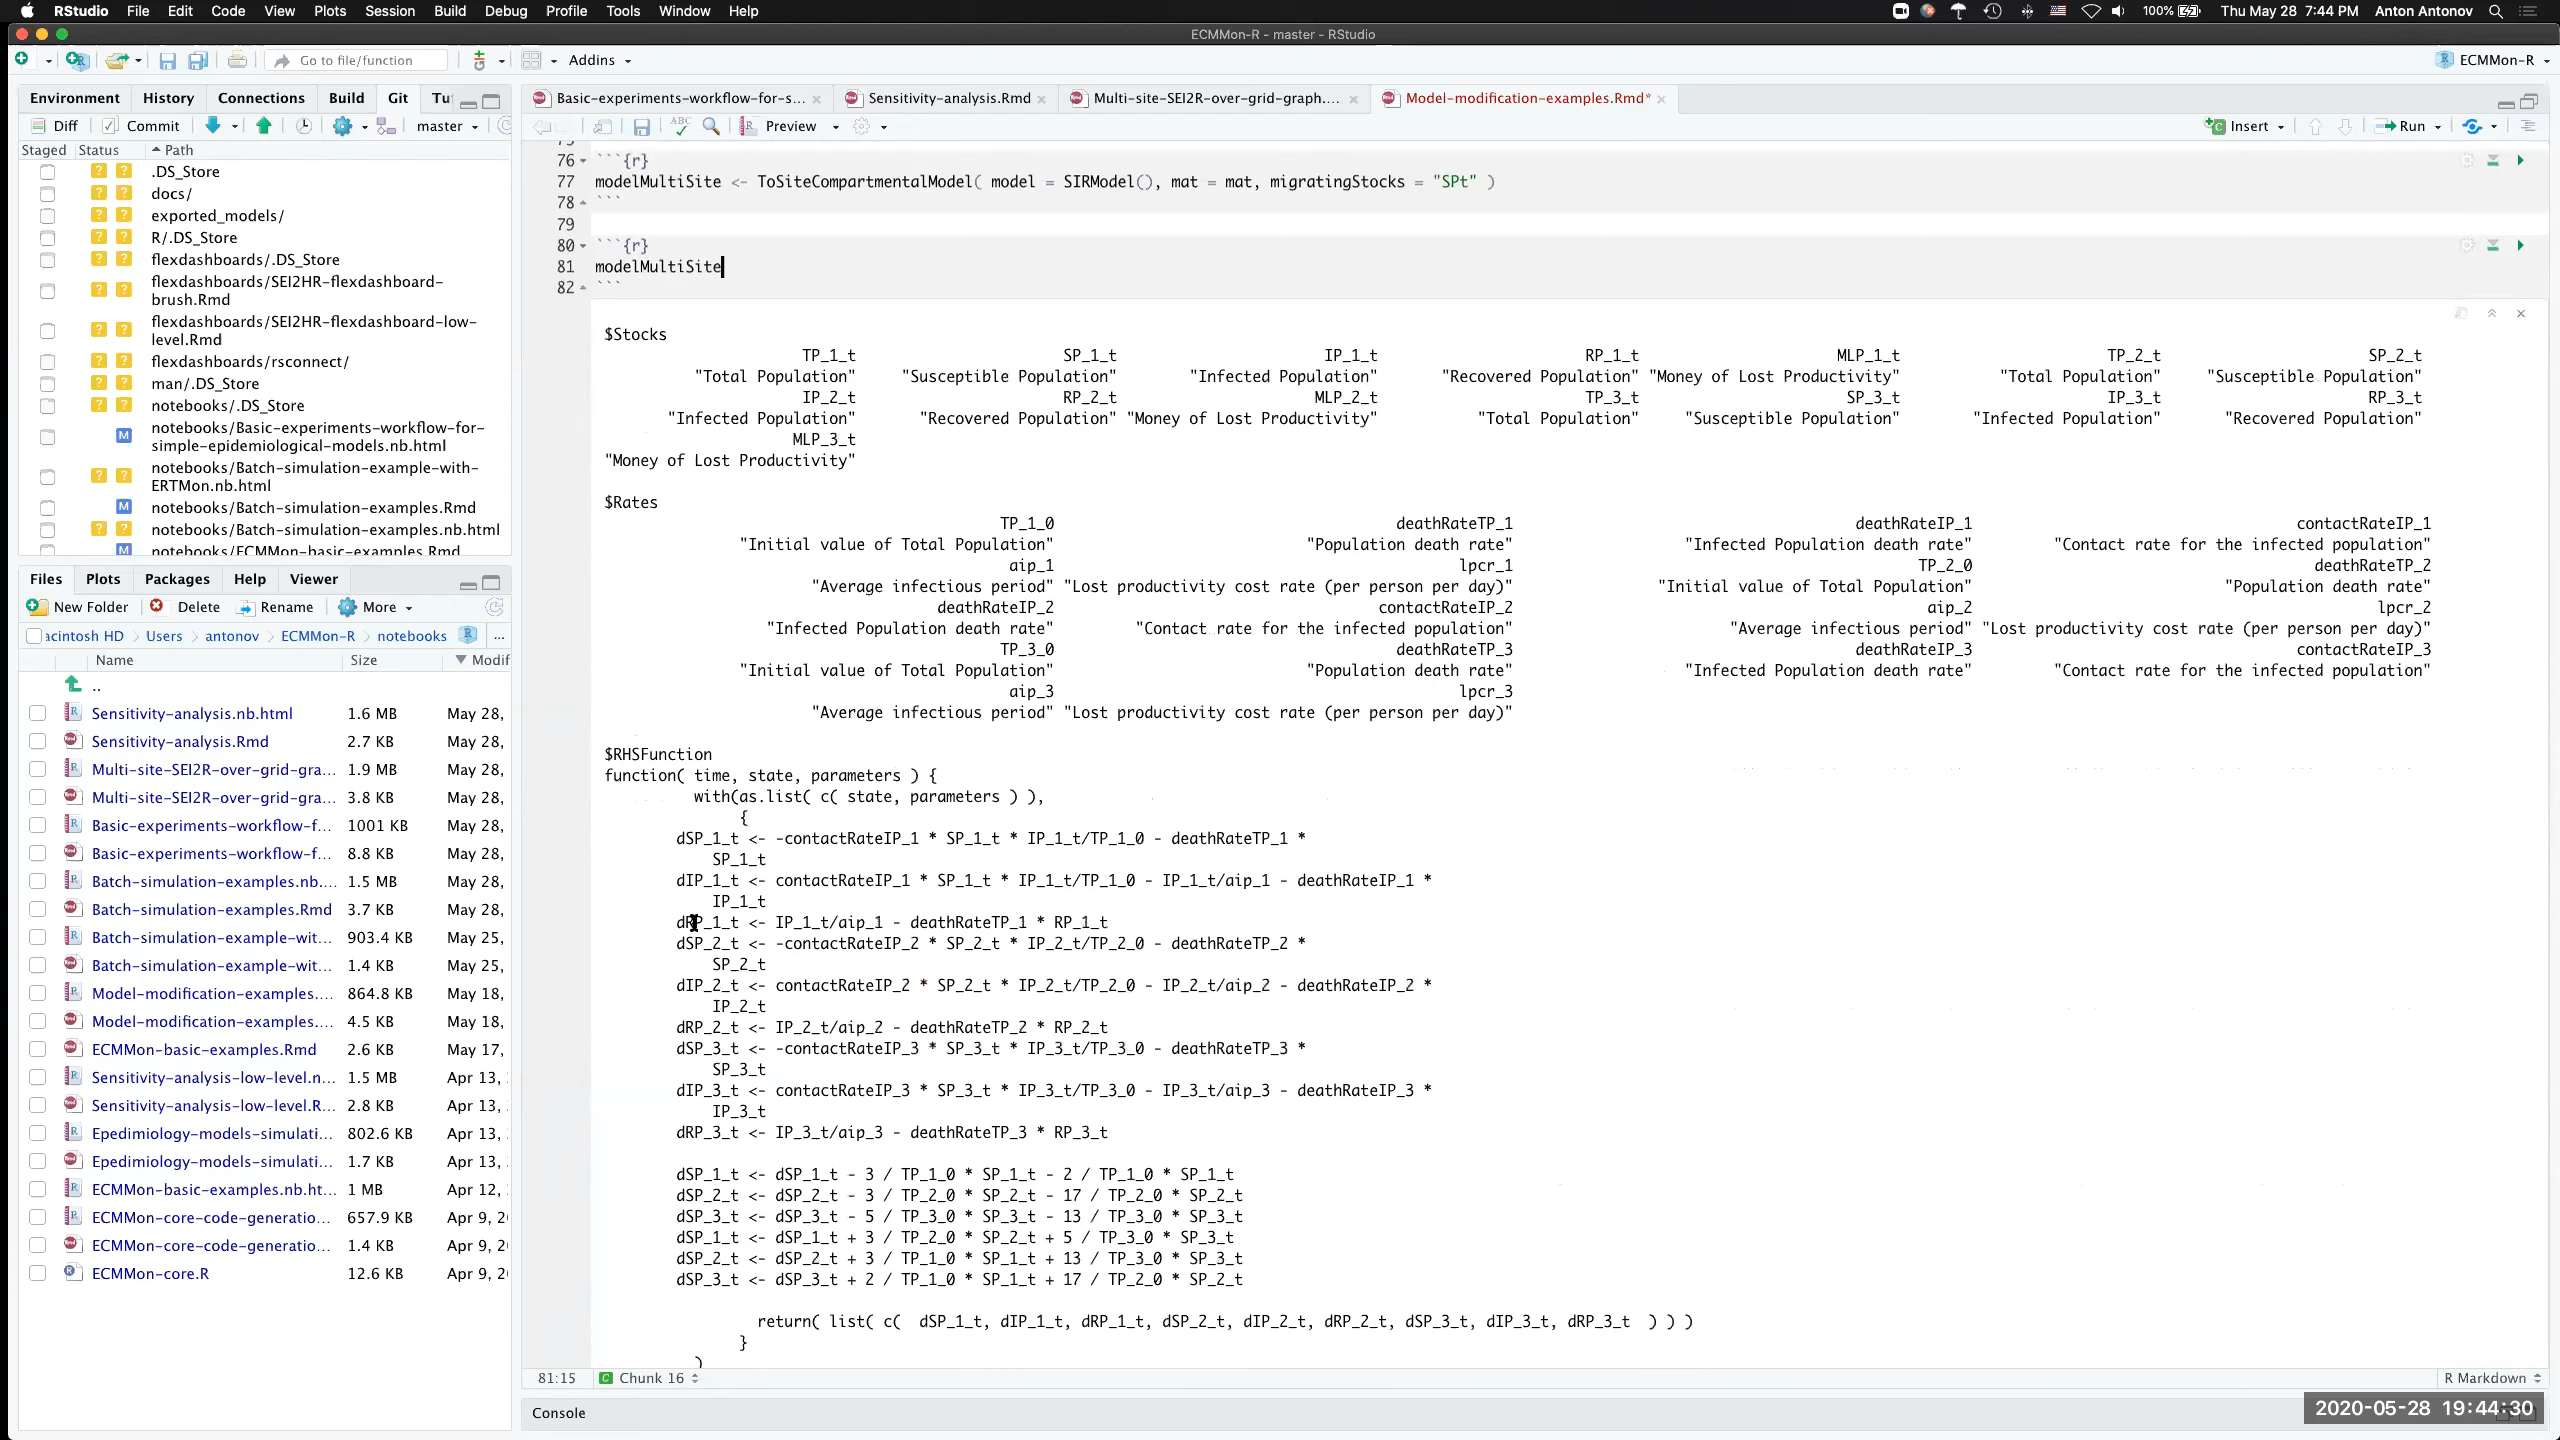 RStudio File Edit Code View Plots Session Build Debug Profile Tools Window Help 100% Thu May 28 7:44 PM Anton Antonov
ECMMon-R - master - RStudio
Go to file/function Addins ECMMon-R
Environment History Connections Build Git Tu
Diff Commit master
Staged Status Path
.DS_Store
docs/
exported_models/
R/.DS_Store
flexdashboards/.DS_Store
flexdashboards/SEI2HR-flexdashboard-
brush.Rmd
flexdashboards/SEI2HR-flexdashboard-low-
level.Rmd
flexdashboards/rsconnect/
man/.DS_Store
notebooks/.DS_Store
notebooks/Basic-experiments-workflow-for-
simple-epidemiological-models.nb.html
notebooks/Batch-simulation-example-with-
ERTMon.nb.html
notebooks/Batch-simulation-examples.Rmd
notebooks/Batch-simulation-examples.nb.html
notebooks/ECMMon-basic-examples.Rmd
Files Plots Packages Help Viewer
New Folder Delete Rename More
acintosh HD Users antonov ECMMon-R notebooks ...
Name Size Modif
..
Sensitivity-analysis.nb.html 1.6 MB May 28,
Sensitivity-analysis.Rmd 2.7 KB May 28,
Multi-site-SEI2R-over-grid-gra... 1.9 MB May 28,
Multi-site-SEI2R-over-grid-gra... 3.8 KB May 28,
Basic-experiments-workflow-f... 1001 KB May 28,
Basic-experiments-workflow-f... 8.8 KB May 28,
Batch-simulation-examples.nb.... 1.5 MB May 28,
Batch-simulation-examples.Rmd 3.7 KB May 28,
Batch-simulation-example-wit... 903.4 KB May 25,
Batch-simulation-example-wit... 1.4 KB May 25,
Model-modification-examples.... 864.8 KB May 18,
Model-modification-examples.... 4.5 KB May 18,
ECMMon-basic-examples.Rmd 2.6 KB May 17,
Sensitivity-analysis-low-level.n... 1.5 MB Apr 13,
Sensitivity-analysis-low-level.R... 2.8 KB Apr 13,
Epedimiology-models-simulati... 802.6 KB Apr 13,
Epedimiology-models-simulati... 1.7 KB Apr 13,
ECMMon-basic-examples.nb.ht... 1 MB Apr 12,
ECMMon-core-code-generatio... 657.9 KB Apr 9, 2
ECMMon-core-code-generatio... 1.4 KB Apr 9, 2
ECMMon-core.R 12.6 KB Apr 9, 2
Basic-experiments-workflow-for-s... Sensitivity-analysis.Rmd Multi-site-SEI2R-over-grid-graph.... Model-modification-examples.Rmd*
ABC Preview Insert Run
76 ```{r}
77 modelMultiSite <- ToSiteCompartmentalModel( model = SIRModel(), mat = mat, migratingStocks = "SPt" )
78 ```
79
80 ```{r}
81 modelMultiSite
82 ```
$Stocks
TP_1_t SP_1_t IP_1_t RP_1_t MLP_1_t TP_2_t SP_2_t
"Total Population" "Susceptible Population" "Infected Population" "Recovered Population" "Money of Lost Productivity" "Total Population" "Susceptible Population"
IP_2_t RP_2_t MLP_2_t TP_3_t SP_3_t IP_3_t RP_3_t
"Infected Population" "Recovered Population" "Money of Lost Productivity" "Total Population" "Susceptible Population" "Infected Population" "Recovered Population"
MLP_3_t
"Money of Lost Productivity"
$Rates
TP_1_0 deathRateTP_1 deathRateIP_1 contactRateIP_1
"Initial value of Total Population" "Population death rate" "Infected Population death rate" "Contact rate for the infected population"
aip_1 lpcr_1 TP_2_0 deathRateTP_2
"Average infectious period" "Lost productivity cost rate (per person per day)" "Initial value of Total Population" "Population death rate"
deathRateIP_2 contactRateIP_2 aip_2 lpcr_2
"Infected Population death rate" "Contact rate for the infected population" "Average infectious period" "Lost productivity cost rate (per person per day)"
TP_3_0 deathRateTP_3 deathRateIP_3 contactRateIP_3
"Initial value of Total Population" "Population death rate" "Infected Population death rate" "Contact rate for the infected population"
aip_3 lpcr_3
"Average infectious period" "Lost productivity cost rate (per person per day)"
$RHSFunction
function( time, state, parameters ) {
with(as.list( c( state, parameters ) ),
{
dSP_1_t <- -contactRateIP_1 * SP_1_t * IP_1_t/TP_1_0 - deathRateTP_1 *
SP_1_t
dIP_1_t <- contactRateIP_1 * SP_1_t * IP_1_t/TP_1_0 - IP_1_t/aip_1 - deathRateIP_1 *
IP_1_t
dRP_1_t <- IP_1_t/aip_1 - deathRateTP_1 * RP_1_t
dSP_2_t <- -contactRateIP_2 * SP_2_t * IP_2_t/TP_2_0 - deathRateTP_2 *
SP_2_t
dIP_2_t <- contactRateIP_2 * SP_2_t * IP_2_t/TP_2_0 - IP_2_t/aip_2 - deathRateIP_2 *
IP_2_t
dRP_2_t <- IP_2_t/aip_2 - deathRateTP_2 * RP_2_t
dSP_3_t <- -contactRateIP_3 * SP_3_t * IP_3_t/TP_3_0 - deathRateTP_3 *
SP_3_t
dIP_3_t <- contactRateIP_3 * SP_3_t * IP_3_t/TP_3_0 - IP_3_t/aip_3 - deathRateIP_3 *
IP_3_t
dRP_3_t <- IP_3_t/aip_3 - deathRateTP_3 * RP_3_t
dSP_1_t <- dSP_1_t - 3 / TP_1_0 * SP_1_t - 2 / TP_1_0 * SP_1_t
dSP_2_t <- dSP_2_t - 3 / TP_2_0 * SP_2_t - 17 / TP_2_0 * SP_2_t
dSP_3_t <- dSP_3_t - 5 / TP_3_0 * SP_3_t - 13 / TP_3_0 * SP_3_t
dSP_1_t <- dSP_1_t + 3 / TP_2_0 * SP_2_t + 5 / TP_3_0 * SP_3_t
dSP_2_t <- dSP_2_t + 3 / TP_1_0 * SP_1_t + 13 / TP_3_0 * SP_3_t
dSP_3_t <- dSP_3_t + 2 / TP_1_0 * SP_1_t + 17 / TP_2_0 * SP_2_t
return( list( c( dSP_1_t, dIP_1_t, dRP_1_t, dSP_2_t, dIP_2_t, dRP_2_t, dSP_3_t, dIP_3_t, dRP_3_t ) ) )
}
)
81:15 Chunk 16 R Markdown
Console
2020-05-28 19:44:30